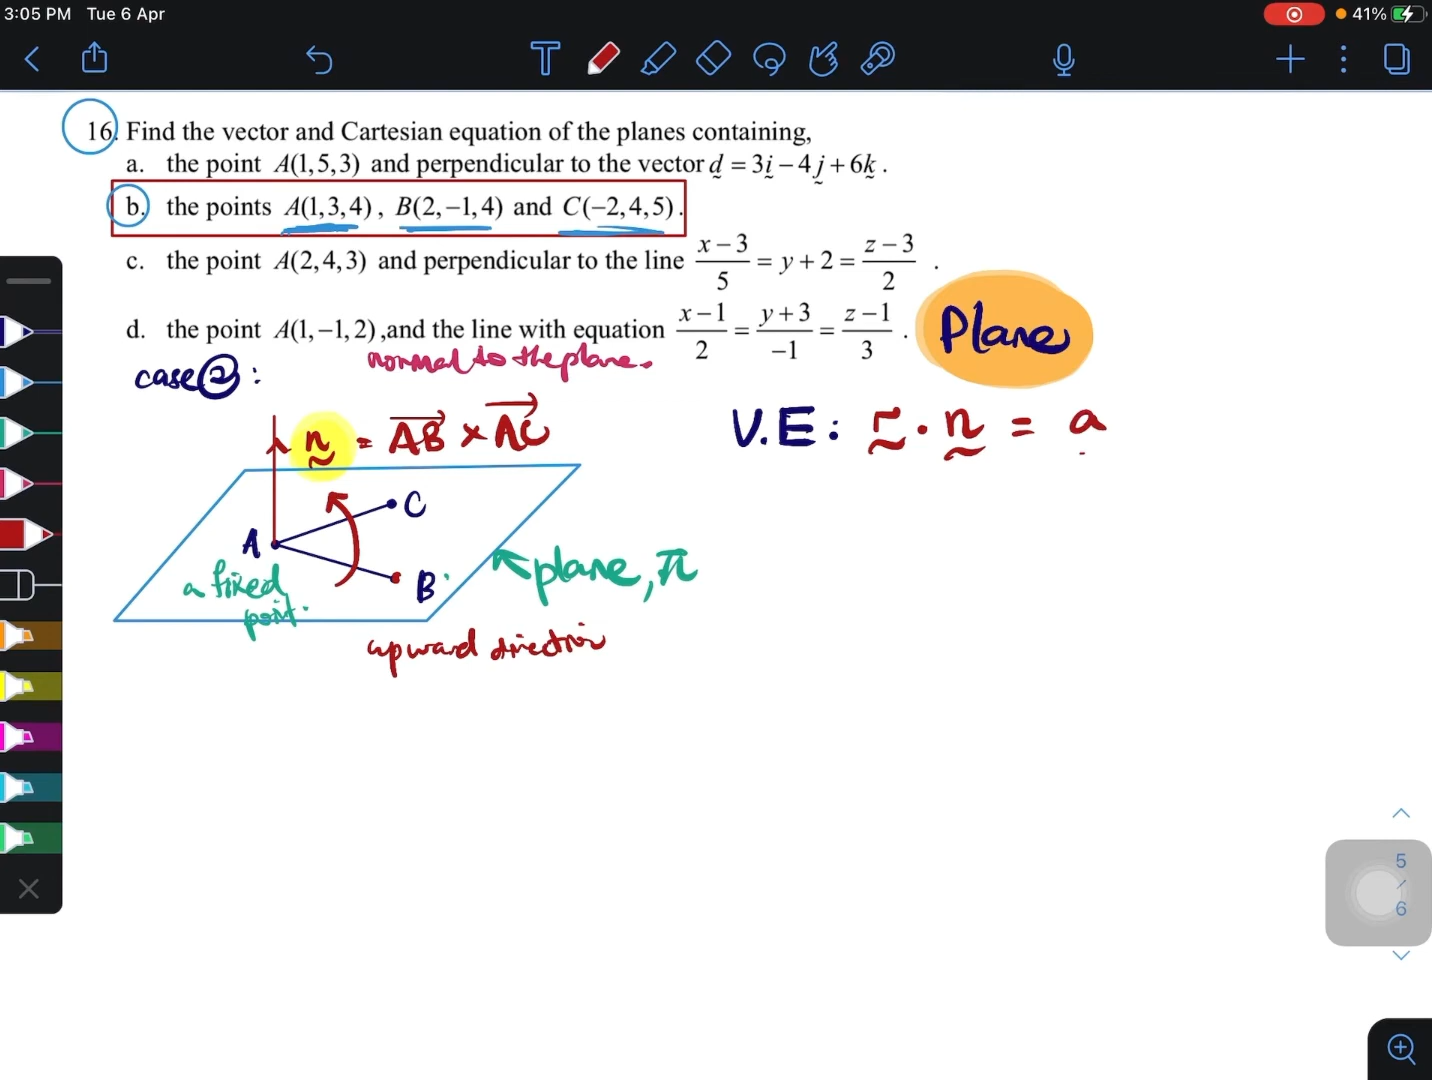 3:05 PM Tue 6 Apr
41%
16. Find the vector and Cartesian equation of the planes containing,
a. the point A(1,5,3) and perpendicular to the vector d = 3i − 4j + 6k .
b. the points A(1,3,4) , B(2,−1,4) and C(−2,4,5) .
c. the point A(2,4,3) and perpendicular to the line (x − 3)/5 = y + 2 = (z − 3)/2 .
d. the point A(1,−1,2) ,and the line with equation (x − 1)/2 = (y + 3)/−1 = (z − 1)/3 .
Plane
case ② :
normal to the plane.
n = AB × AC
V.E : r . n = a
C
A
B
a fixed
point.
plane, π
upward direction
5
/
6